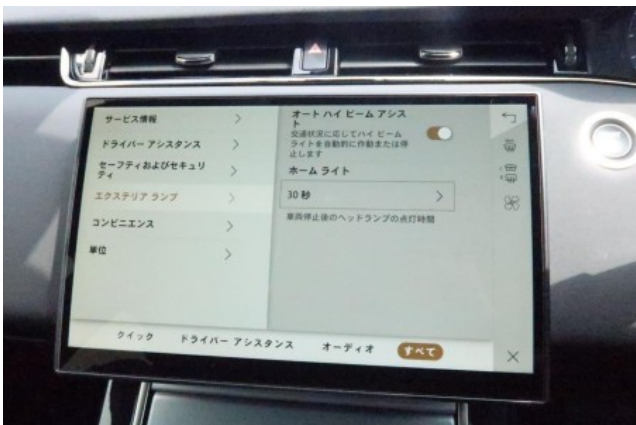 サービス情報
ドライバー アシスタンス
セーフティおよびセキュリ
ティ
エクステリア ランプ
コンビニエンス
単位
オート ハイ ビーム アシス
ト
交通状況に応じてハイ ビーム
ライトを自動的に作動または停
止します
ホーム ライト
30 秒
車両停止後のヘッドランプの点灯時間
クイック
ドライバー アシスタンス
オーディオ
すべて